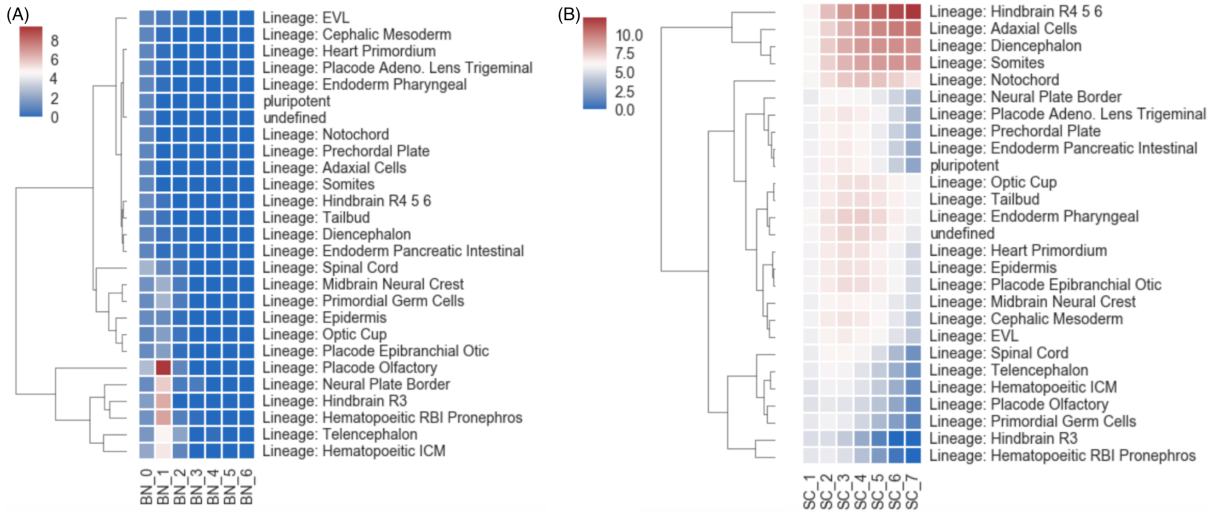 (A)
8
6
4
2
0
Lineage: EVL
Lineage: Cephalic Mesoderm
Lineage: Heart Primordium
Lineage: Placode Adeno. Lens Trigeminal
Lineage: Endoderm Pharyngeal
pluripotent
undefined
Lineage: Notochord
Lineage: Prechordal Plate
Lineage: Adaxial Cells
Lineage: Somites
Lineage: Hindbrain R4 5 6
Lineage: Tailbud
Lineage: Diencephalon
Lineage: Endoderm Pancreatic Intestinal
Lineage: Spinal Cord
Lineage: Midbrain Neural Crest
Lineage: Primordial Germ Cells
Lineage: Epidermis
Lineage: Optic Cup
Lineage: Placode Epibranchial Otic
Lineage: Placode Olfactory
Lineage: Neural Plate Border
Lineage: Hindbrain R3
Lineage: Hematopoeitic RBI Pronephros
Lineage: Telencephalon
Lineage: Hematopoeitic ICM
BN_0
BN_1
BN_2
BN_3
BN_4
BN_5
BN_6
(B)
10.0
7.5
5.0
2.5
0.0
Lineage: Hindbrain R4 5 6
Lineage: Adaxial Cells
Lineage: Diencephalon
Lineage: Somites
Lineage: Notochord
Lineage: Neural Plate Border
Lineage: Placode Adeno. Lens Trigeminal
Lineage: Prechordal Plate
Lineage: Endoderm Pancreatic Intestinal
pluripotent
Lineage: Optic Cup
Lineage: Tailbud
Lineage: Endoderm Pharyngeal
undefined
Lineage: Heart Primordium
Lineage: Epidermis
Lineage: Placode Epibranchial Otic
Lineage: Midbrain Neural Crest
Lineage: Cephalic Mesoderm
Lineage: EVL
Lineage: Spinal Cord
Lineage: Telencephalon
Lineage: Hematopoeitic ICM
Lineage: Placode Olfactory
Lineage: Primordial Germ Cells
Lineage: Hindbrain R3
Lineage: Hematopoeitic RBI Pronephros
SC_1
SC_2
SC_3
SC_4
SC_5
SC_6
SC_7